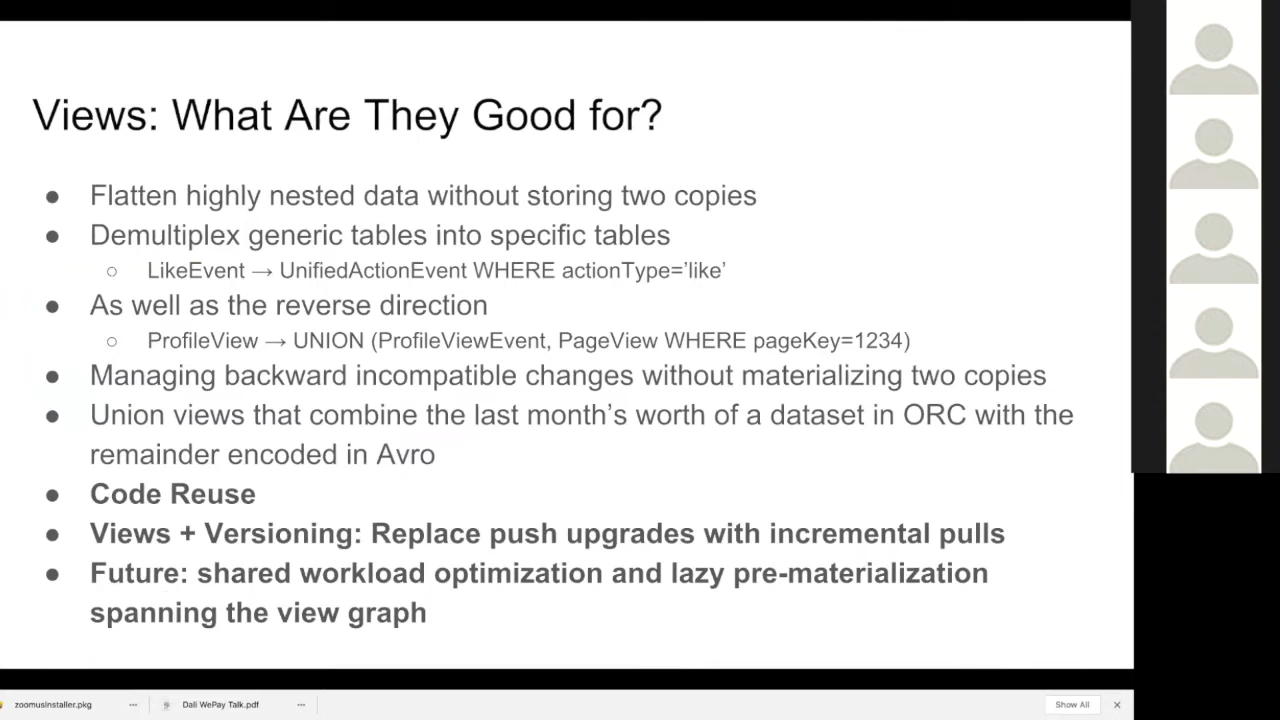 Views: What Are They Good for?
● Flatten highly nested data without storing two copies
● Demultiplex generic tables into specific tables
○ LikeEvent → UnifiedActionEvent WHERE actionType=’like’
● As well as the reverse direction
○ ProfileView → UNION (ProfileViewEvent, PageView WHERE pageKey=1234)
● Managing backward incompatible changes without materializing two copies
● Union views that combine the last month’s worth of a dataset in ORC with the
remainder encoded in Avro
● Code Reuse
● Views + Versioning: Replace push upgrades with incremental pulls
● Future: shared workload optimization and lazy pre-materialization
spanning the view graph
zoomusInstaller.pkg
Dali WePay Talk.pdf
Show All